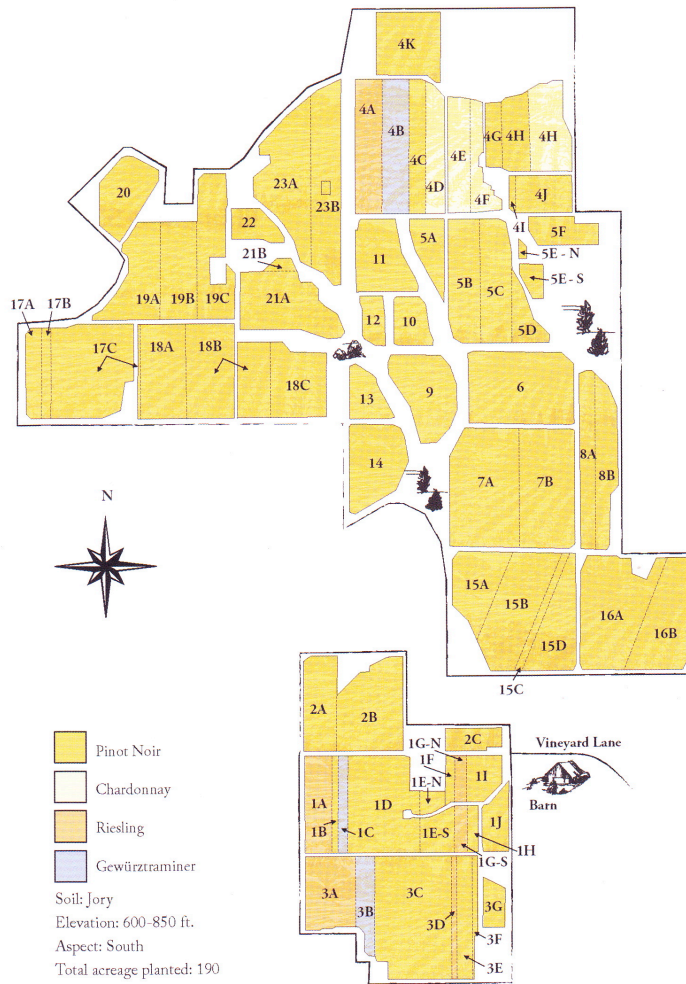 4K
4A
4B
4C
4D
4E
4F
4G
4H
4H
4I
4J
20
23A
23B
22
21B
21A
11
5A
5B
5C
5D
5F
5E - N
5E - S
19A
19B
19C
12
10
17A
17B
17C
18A
18B
18C
13
9
6
14
7A
7B
8A
8B
N
15A
15B
15C
15D
16A
16B
2A
2B
2C
1G-N
1F
1E-N
1I
Vineyard Lane
Barn
1A
1B
1C
1D
1E-S
1J
1H
1G-S
3A
3B
3C
3D
3G
3F
3E
Pinot Noir
Chardonnay
Riesling
Gewürztraminer
Soil: Jory
Elevation: 600-850 ft.
Aspect: South
Total acreage planted: 190